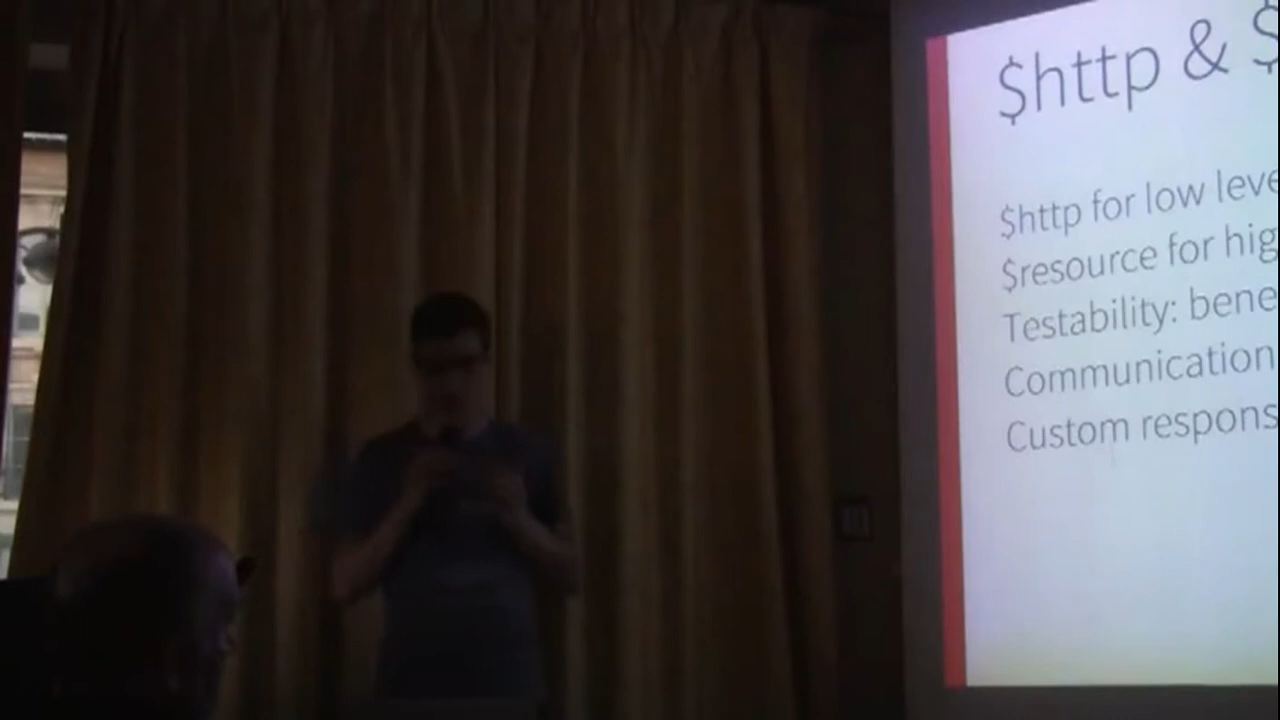 $http & $
$http for low leve
$resource for hig
Testability: bene
Communication
Custom respons